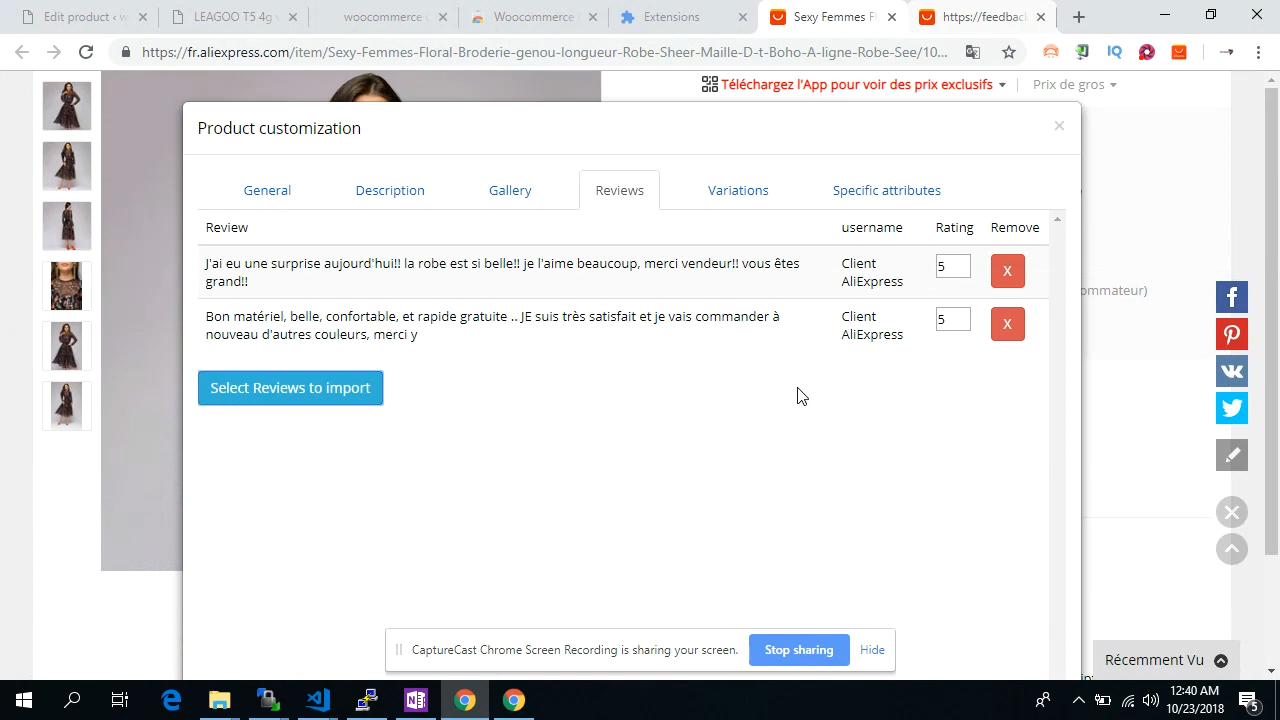 Edit product ‹ w
LEAGOO T5 4g
woocommerce
Woocommerce
Extensions
Sexy Femmes Fl
https://feedbac
https://fr.aliexpress.com/item/Sexy-Femmes-Floral-Broderie-genou-longueur-Robe-Sheer-Maille-D-t-Boho-A-ligne-Robe-See/10...
IQ
Téléchargez l'App pour voir des prix exclusifs
Prix de gros
Product customization
×
General
Description
Gallery
Reviews
Variations
Specific attributes
Review
username
Rating
Remove
J'ai eu une surprise aujourd'hui!! la robe est si belle!! je l'aime beaucoup, merci vendeur!! vous êtes
grand!!
Client
AliExpress
5
X
Bon matériel, belle, confortable, et rapide gratuite .. JE suis très satisfait et je vais commander à
nouveau d'autres couleurs, merci y
Client
AliExpress
5
X
Select Reviews to import
ommateur)
CaptureCast Chrome Screen Recording is sharing your screen.
Stop sharing
Hide
Récemment Vu
12:40 AM
10/23/2018
5